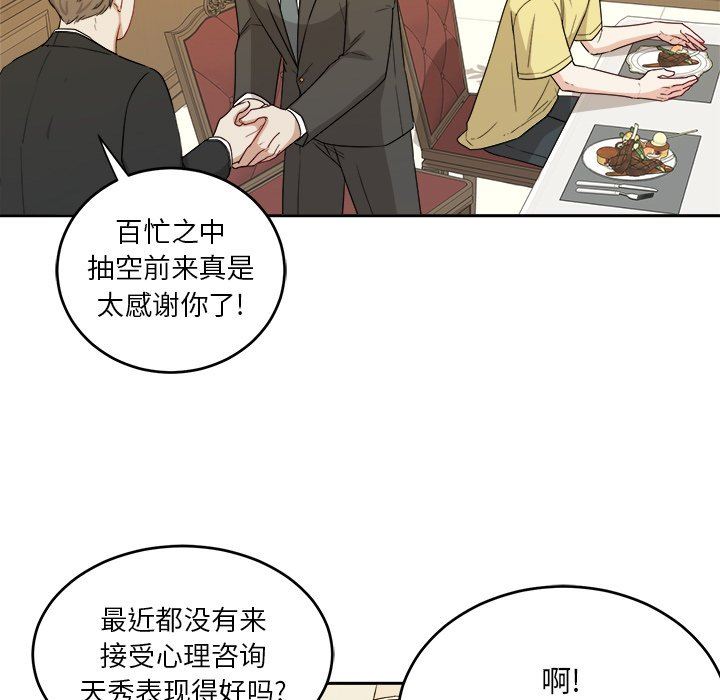 百忙之中
抽空前来真是
太感谢你了!
最近都没有来
接受心理咨询
天秀表现得好吗?
啊!